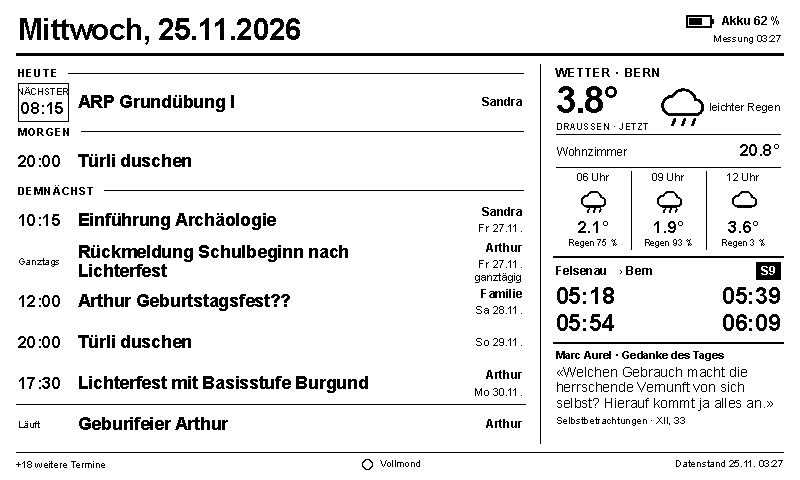 Mittwoch, 25.11.2026
Akku 62 %
Messung 03:27
HEUTE
NÄCHSTER
08:15 ARP Grundübung I Sandra
MORGEN
20:00 Türli duschen
DEMNÄCHST
10:15 Einführung Archäologie Sandra
Fr 27.11.
Ganztags Rückmeldung Schulbeginn nach Lichterfest Arthur
Fr 27.11.
ganztägig
12:00 Arthur Geburtstagsfest?? Familie
Sa 28.11.
20:00 Türli duschen So 29.11.
17:30 Lichterfest mit Basisstufe Burgund Arthur
Mo 30.11.
Läuft Geburifeier Arthur Arthur
WETTER · BERN
3.8° leichter Regen
DRAUSSEN · JETZT
Wohnzimmer 20.8°
06 Uhr 09 Uhr 12 Uhr
2.1° 1.9° 3.6°
Regen 75 % Regen 93 % Regen 3 %
Felsenau › Bern S9
05:18 05:39
05:54 06:09
Marc Aurel · Gedanke des Tages
«Welchen Gebrauch macht die
herrschende Vernunft von sich
selbst? Hierauf kommt ja alles an.»
Selbstbetrachtungen · XII, 33
+18 weitere Termine
Vollmond
Datenstand 25.11. 03:27